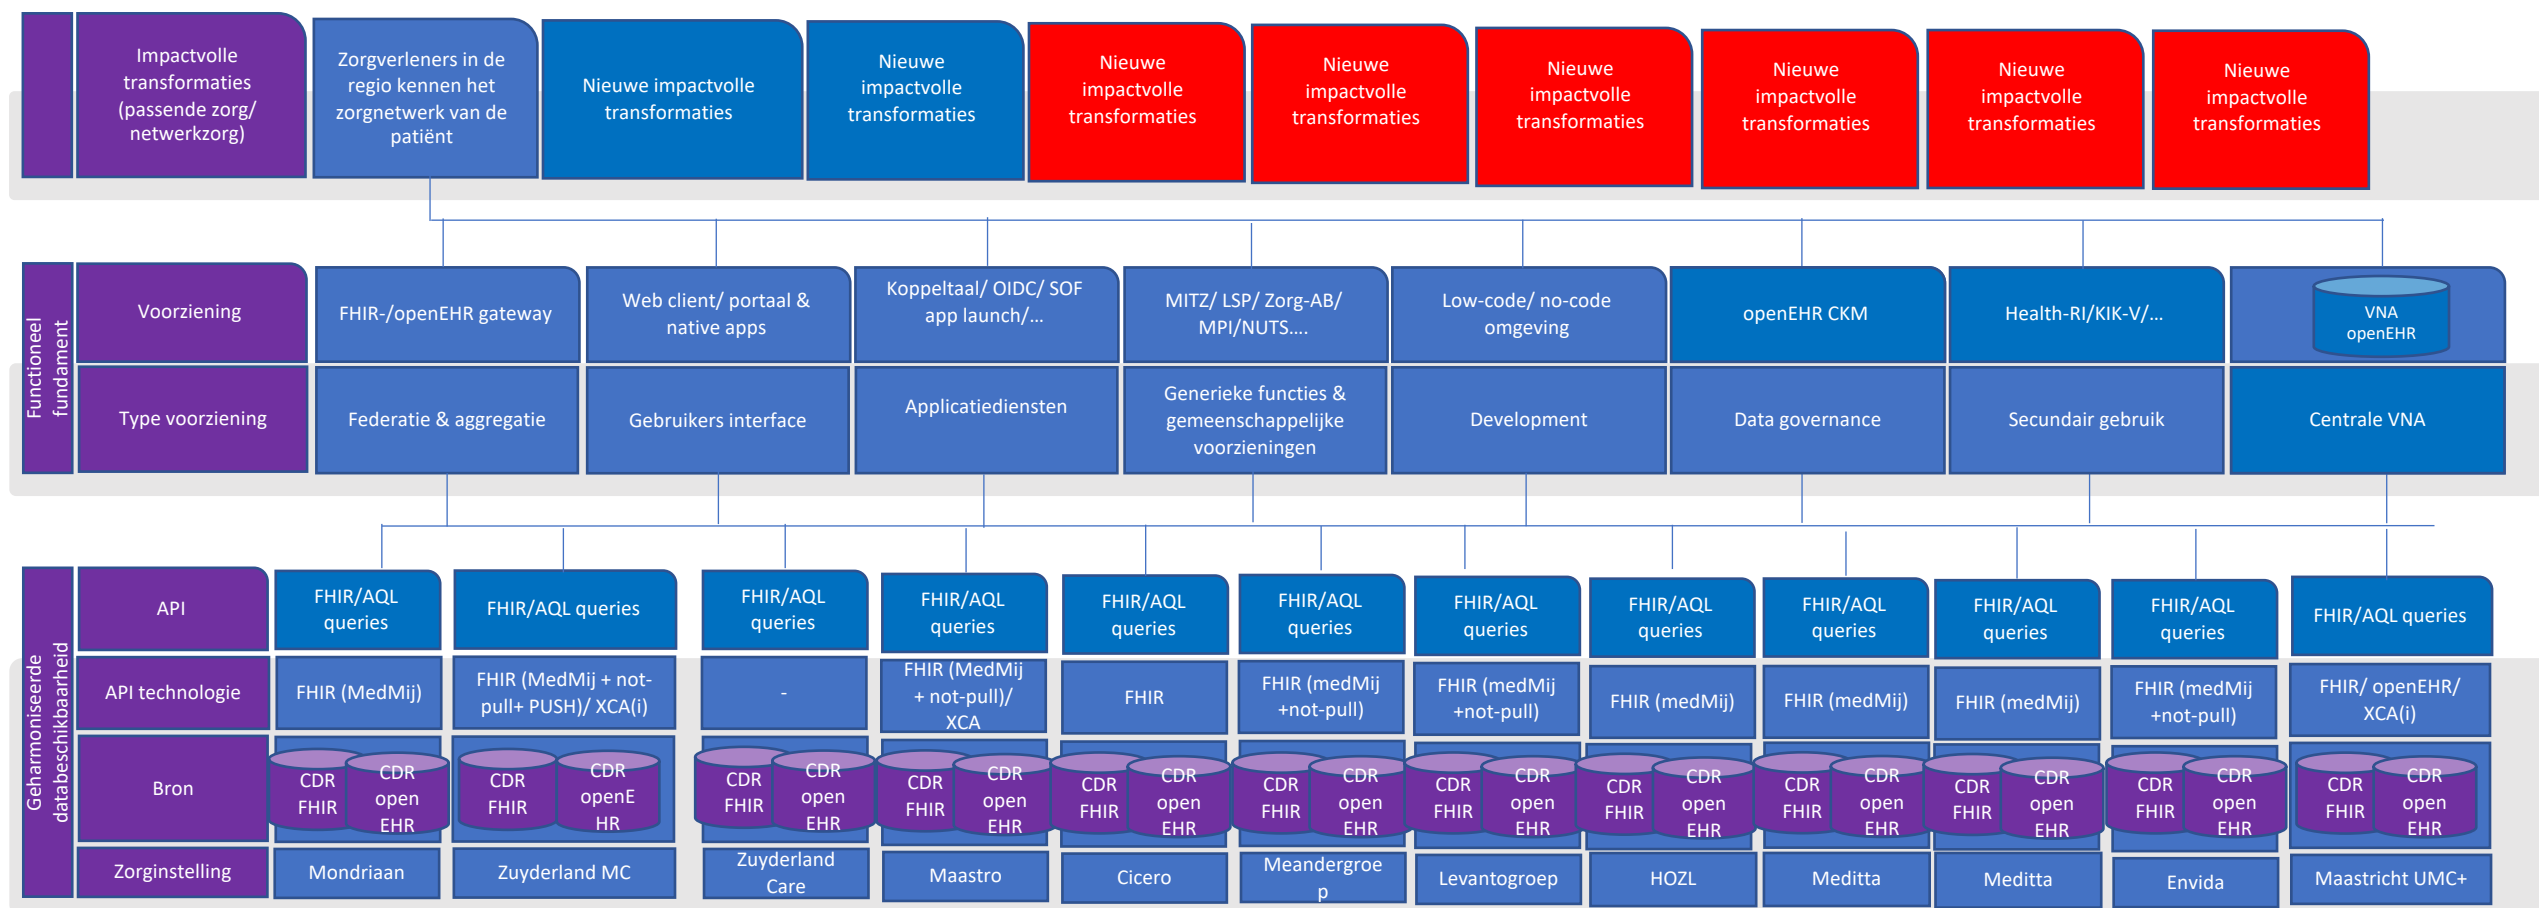 Impactvolle
transformaties
(passende zorg/
netwerkzorg)
Zorgverleners in de
regio kennen het
zorgnetwerk van de
patiënt
Nieuwe impactvolle
transformaties
Nieuwe
impactvolle
transformaties
Nieuwe
impactvolle
transformaties
Nieuwe
impactvolle
transformaties
Nieuwe
impactvolle
transformaties
Nieuwe
impactvolle
transformaties
Nieuwe
impactvolle
transformaties
Nieuwe
impactvolle
transformaties
Functioneel
fundament
Voorziening
FHIR-/openEHR gateway
Web client/ portaal &
native apps
Koppeltaal/ OIDC/ SOF
app launch/...
MITZ/ LSP/ Zorg-AB/
MPI/NUTS....
Low-code/ no-code
omgeving
openEHR CKM
Health-RI/KIK-V/...
VNA
openEHR
Type voorziening
Federatie & aggregatie
Gebruikers interface
Applicatiediensten
Generieke functies &
gemeenschappelijke
voorzieningen
Development
Data governance
Secundair gebruik
Centrale VNA
Geharmoniseerde
databeschikbaarheid
API
FHIR/AQL
queries
FHIR/AQL queries
FHIR/AQL
queries
FHIR/AQL
queries
FHIR/AQL
queries
FHIR/AQL
queries
FHIR/AQL
queries
FHIR/AQL
queries
FHIR/AQL
queries
FHIR/AQL
queries
FHIR/AQL
queries
FHIR/AQL queries
API technologie
FHIR (MedMij)
FHIR (MedMij + not-
pull+ PUSH)/ XCA(i)
-
FHIR (MedMij
+ not-pull)/
XCA
FHIR
FHIR (medMij
+not-pull)
FHIR (medMij
+not-pull)
FHIR (medMij)
FHIR (medMij)
FHIR (medMij)
FHIR (medMij
+not-pull)
FHIR/ openEHR/
XCA(i)
Bron
CDR
FHIR
CDR
open
EHR
CDR
FHIR
CDR
openE
HR
CDR
FHIR
CDR
open
EHR
CDR
FHIR
CDR
open
EHR
CDR
FHIR
CDR
open
EHR
CDR
FHIR
CDR
open
EHR
CDR
FHIR
CDR
open
EHR
CDR
FHIR
CDR
open
EHR
CDR
FHIR
CDR
open
EHR
CDR
FHIR
CDR
open
EHR
CDR
FHIR
CDR
open
EHR
CDR
FHIR
CDR
open
EHR
Zorginstelling
Mondriaan
Zuyderland MC
Zuyderland
Care
Maastro
Cicero
Meandergroe
p
Levantogroep
HOZL
Meditta
Meditta
Envida
Maastricht UMC+